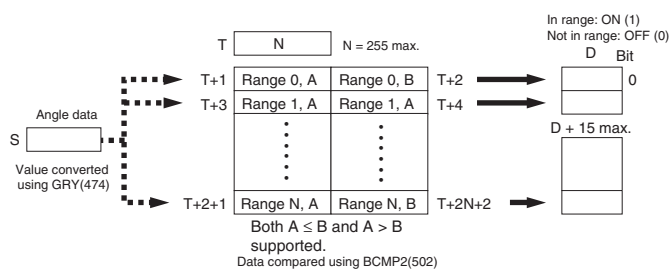 In range: ON (1)
Not in range: OFF (0)
T N N = 255 max. D Bit
T+1 Range 0, A Range 0, B T+2 0
T+3 Range 1, A Range 1, A T+4
Angle data
S
D + 15 max.
Value converted
using GRY(474)
T+2+1 Range N, A Range N, B T+2N+2
Both A ≤ B and A > B
supported.
Data compared using BCMP2(502)